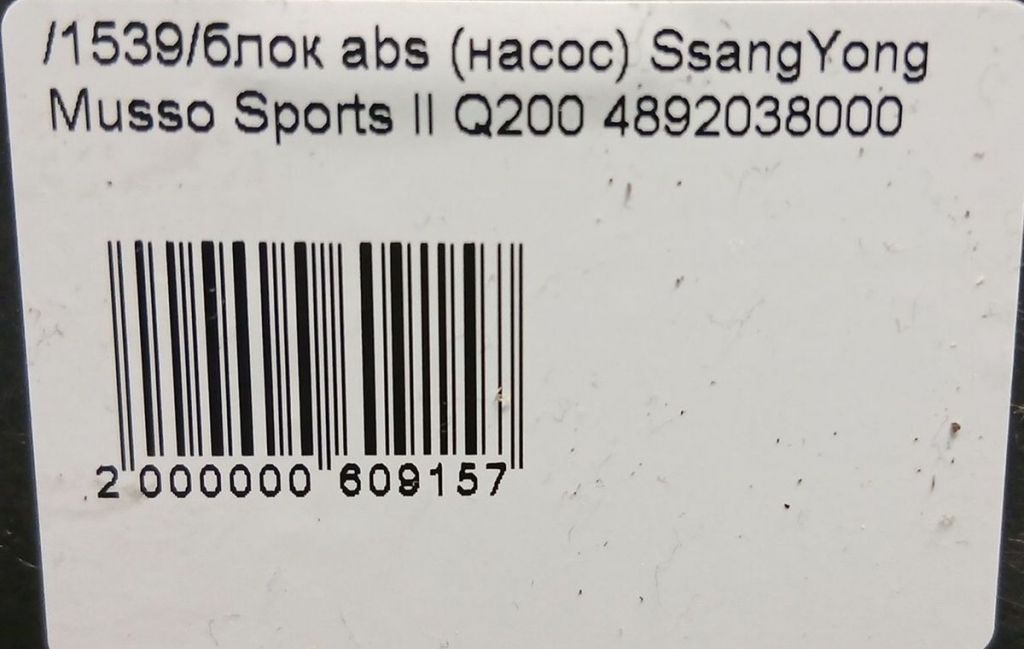 /1539/блок abs (насос) SsangYong
Musso Sports II Q200 4892038000
2 000000 609157